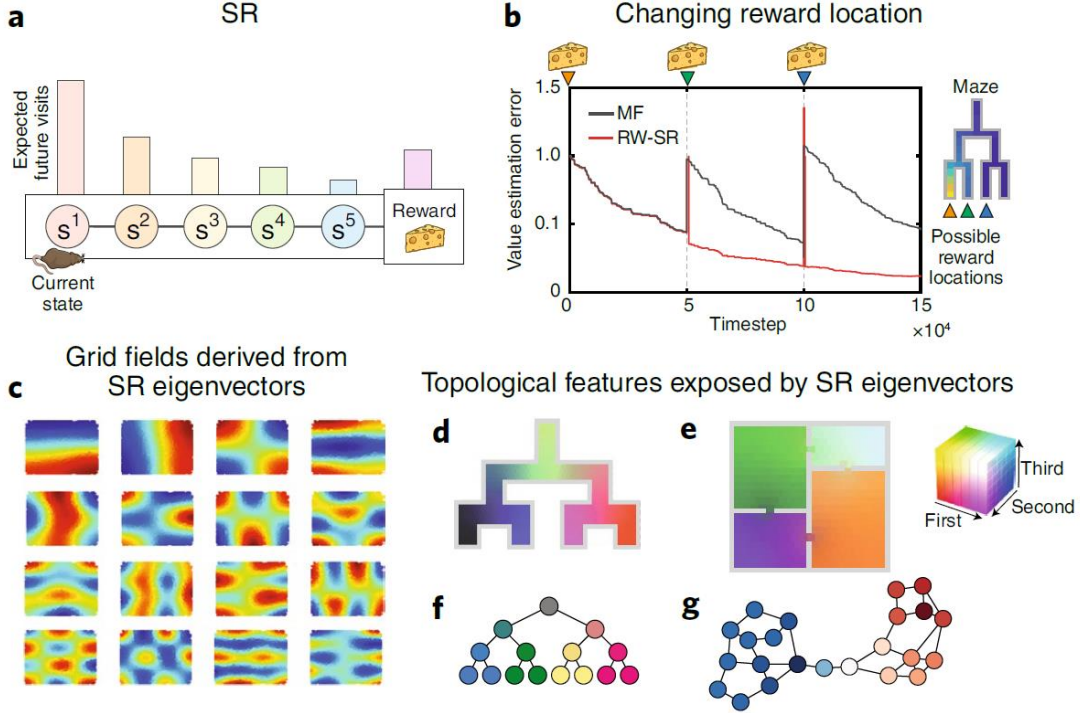 a
SR
Expected
future visits
s1
s2
s3
s4
s5
Reward
Current
state
b
Changing reward location
Value estimation error
1.5
1.0
0.1
0
MF
RW-SR
0
5
10
15
Timestep
×10⁴
Maze
Possible
reward
locations
c
Grid fields derived from
SR eigenvectors
Topological features exposed by SR eigenvectors
d
e
Third
Second
First
f
g